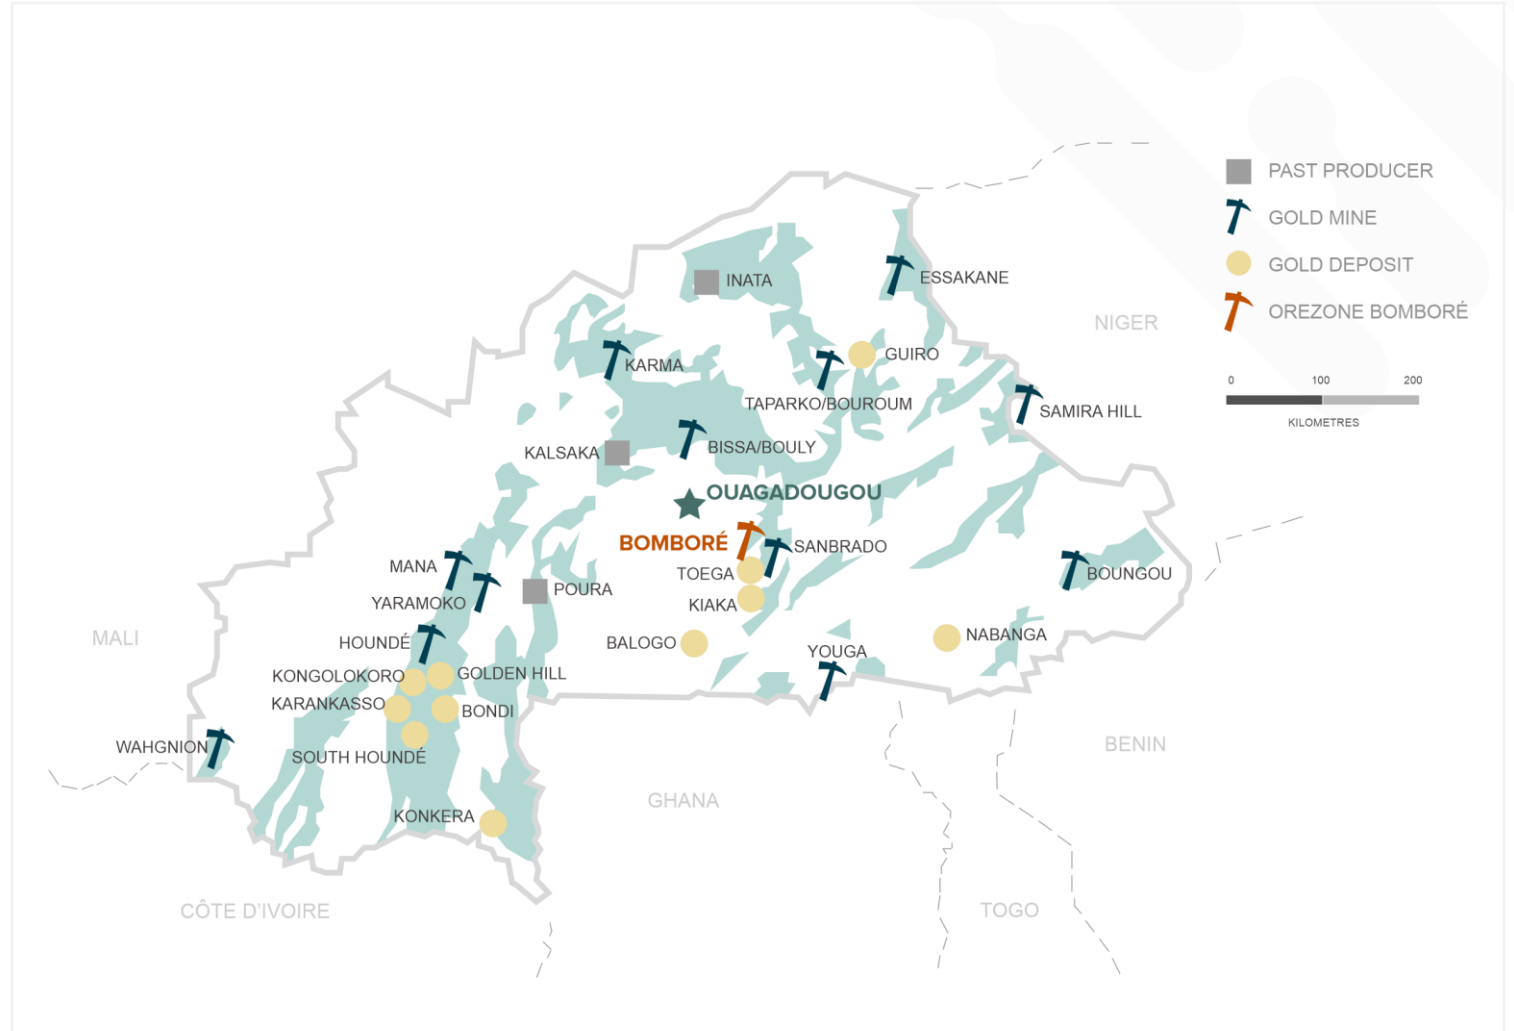 PAST PRODUCER
GOLD MINE
GOLD DEPOSIT
OREZONE BOMBORÉ
0 100 200
KILOMETRES
INATA
ESSAKANE
NIGER
KARMA
GUIRO
TAPARKO/BOUROUM
SAMIRA HILL
KALSAKA
BISSA/BOULY
OUAGADOUGOU
BOMBORÉ
SANBRADO
MANA
TOEGA
BOUNGOU
YARAMOKO
POURA
KIAKA
MALI
HOUNDÉ
BALOGO
NABANGA
YOUGA
KONGOLOKORO
GOLDEN HILL
KARANKASSO
BONDI
WAHGNION
SOUTH HOUNDÉ
BENIN
GHANA
KONKERA
CÔTE D'IVOIRE
TOGO